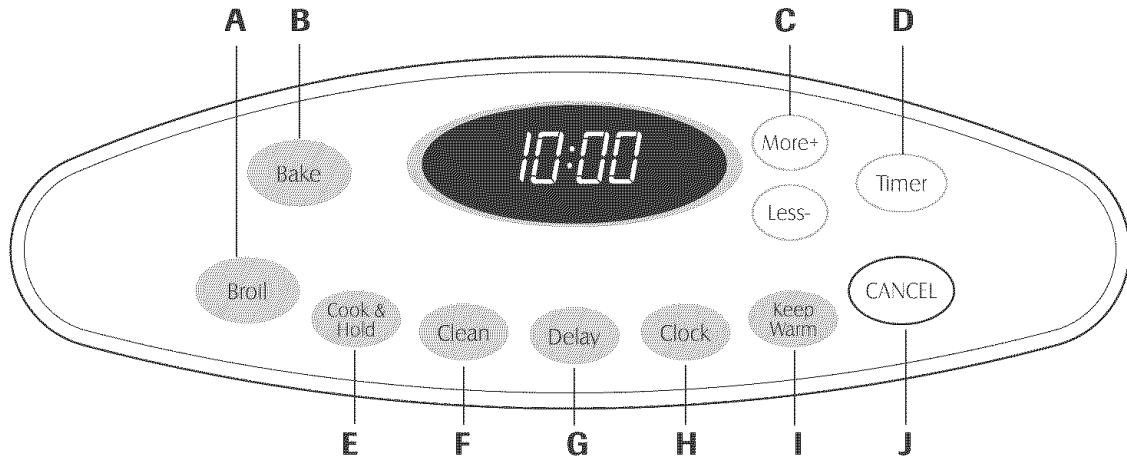 A B C D
10:00
More+
Bake
Timer
Less-
Broil
CANCEL
Cook &
Hold
Clean
Delay
Clock
Keep
Warm
E F G H I J